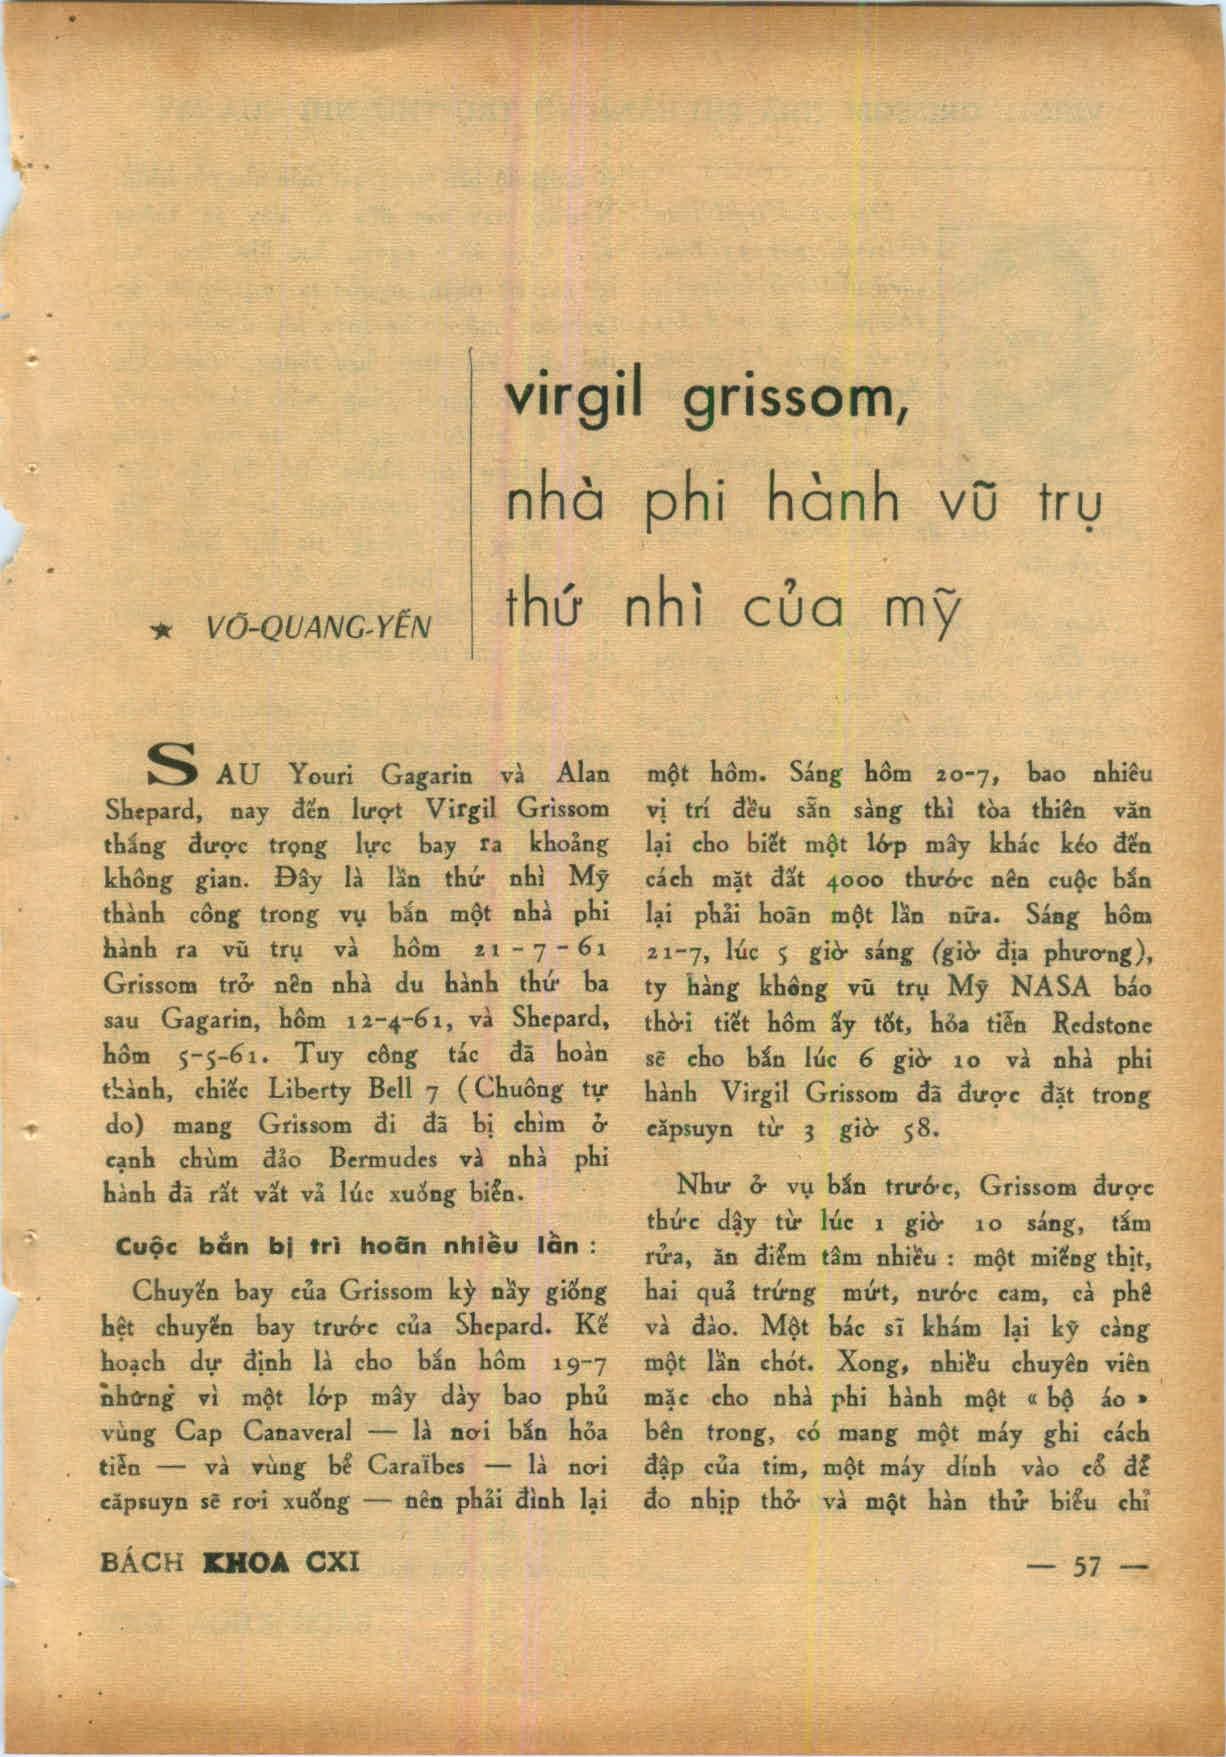 virgil grissom,
nhà phi hành vũ trụ
thứ nhì của mỹ
★ VÕ-QUANG-YẾN
SAU Youri Gagarin và Alan
Shepard, nay đến lượt Virgil Grissom
thắng được trọng lực bay ra khoảng
không gian. Đây là lần thứ nhì Mỹ
thành công trong vụ bắn một nhà phi
hành ra vũ trụ và hôm 21-7-61
Grissom trở nên nhà du hành thứ ba
sau Gagarin, hôm 12-4-61, và Shepard,
hôm 5-5-61. Tuy công tác đã hoàn
thành, chiếc Liberty Bell 7 (Chuông tự
do) mang Grissom đi đã bị chìm ở
cạnh chùm đảo Bermudes và nhà phi
hành đã rất vất vả lúc xuống biển.
Cuộc bắn bị trì hoãn nhiều lần :
Chuyến bay của Grissom kỳ nầy giống
hệt chuyến bay trước của Shepard. Kế
hoạch dự định là cho bắn hôm 19-7
nhưng vì một lớp mây dày bao phủ
vùng Cap Canaveral — là nơi bắn hỏa
tiễn — và vùng bể Caraïbes — là nơi
căpsuyn sẽ rơi xuống — nên phải đình lại
một hôm. Sáng hôm 20-7, bao nhiêu
vị trí đều sẵn sàng thì tòa thiên văn
lại cho biết một lớp mây khác kéo đến
cách mặt đất 4000 thước nên cuộc bắn
lại phải hoãn một lần nữa. Sáng hôm
21-7, lúc 5 giờ sáng (giờ địa phương),
ty hàng không vũ trụ Mỹ NASA báo
thời tiết hôm ấy tốt, hỏa tiễn Redstone
sẽ cho bắn lúc 6 giờ 10 và nhà phi
hành Virgil Grissom đã được đặt trong
căpsuyn từ 3 giờ 58.
Như ở vụ bắn trước, Grissom được
thức dậy từ lúc 1 giờ 10 sáng, tắm
rửa, ăn điểm tâm nhiều : một miếng thịt,
hai quả trứng mứt, nước cam, cà phê
và đào. Một bác sĩ khám lại kỹ càng
một lần chót. Xong, nhiều chuyên viên
mặc cho nhà phi hành một « bộ áo »
bên trong, có mang một máy ghi cách
đập của tim, một máy dính vào cổ để
đo nhịp thở và một hàn thử biểu chỉ
BÁCH KHOA CXI
— 57 —